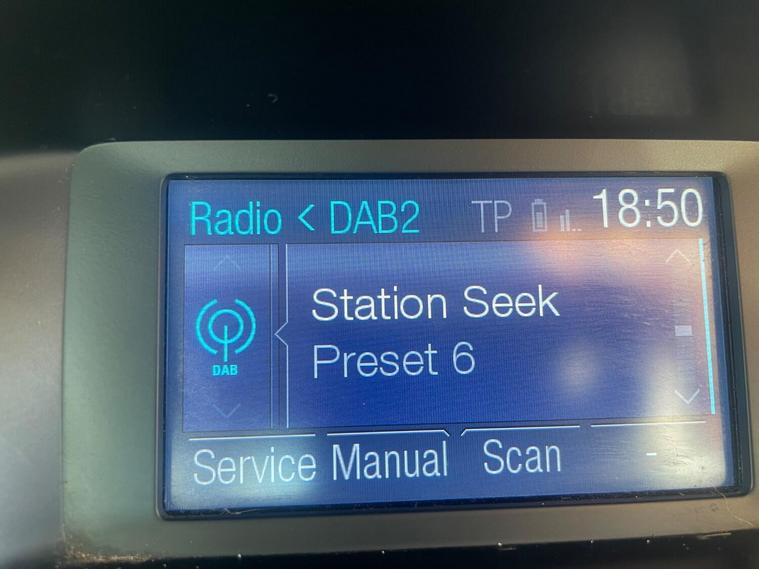 Radio < DAB2 TP 18:50
DAB
Station Seek
Preset 6
Service Manual Scan -